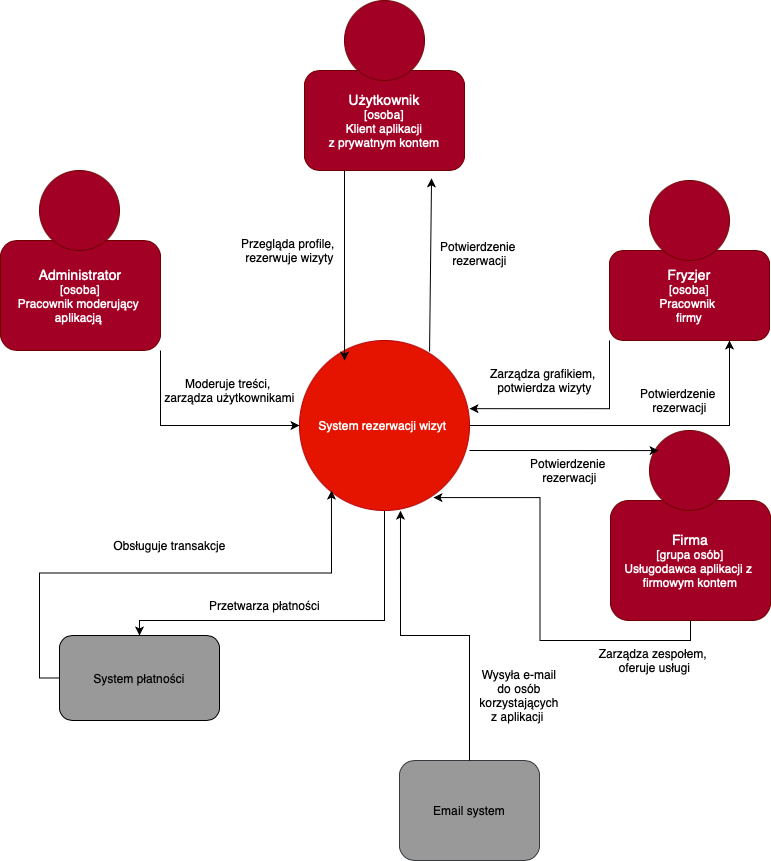 Użytkownik
[osoba]
Klient aplikacji
z prywatnym kontem
Administrator
[osoba]
Pracownik moderujący
aplikacją
Fryzjer
[osoba]
Pracownik
firmy
Przegląda profile,
rezerwuje wizyty
Potwierdzenie
rezerwacji
Moderuje treści,
zarządza użytkownikami
Zarządza grafikiem,
potwierdza wizyty
Potwierdzenie
rezerwacji
System rezerwacji wizyt
Potwierdzenie
rezerwacji
Firma
[grupa osób]
Usługodawca aplikacji z
firmowym kontem
Obsługuje transakcje
Przetwarza płatności
System płatności
Zarządza zespołem,
oferuje usługi
Wysyła e-mail
do osób
korzystających
z aplikacji
Email system